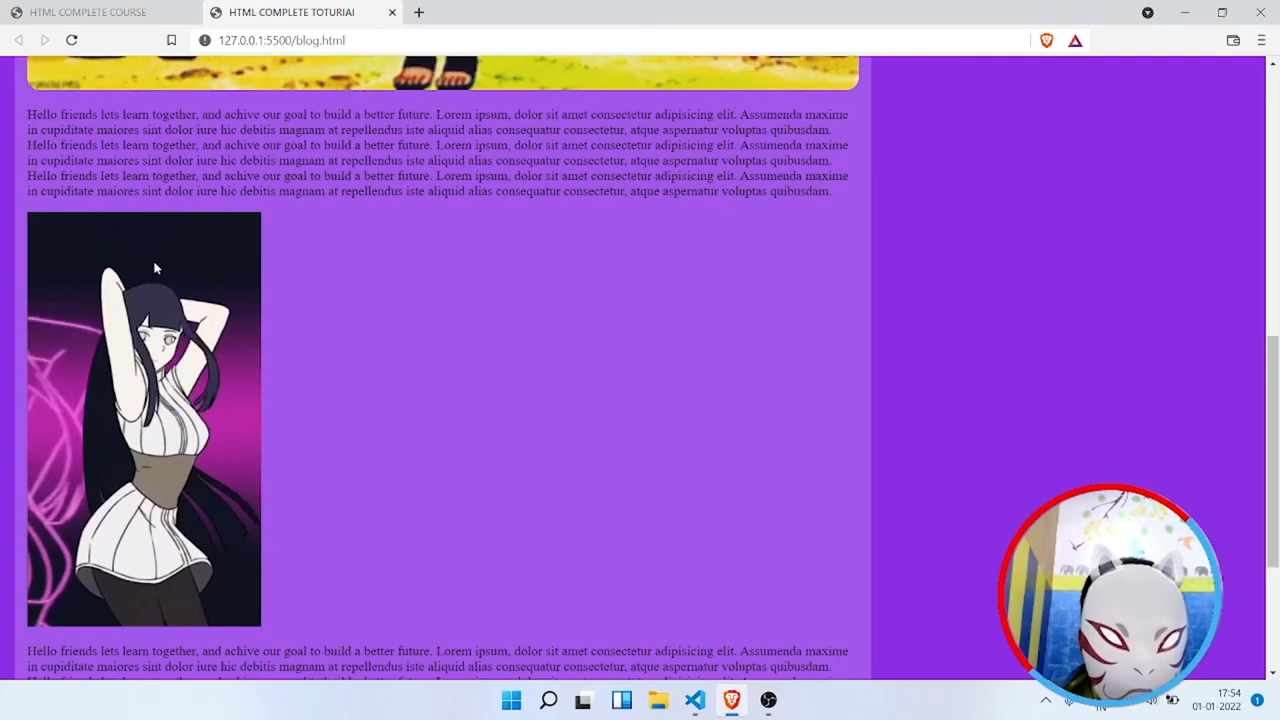 HTML COMPLETE COURSE
HTML COMPLETE TOTURIAl
127.0.0.1:5500/blog.html
Hello friends lets learn together, and achive our goal to build a better future. Lorem ipsum, dolor sit amet consectetur adipisicing elit. Assumenda maxime
in cupiditate maiores sint dolor iure hic debitis magnam at repellendus iste aliquid alias consequatur consectetur, atque aspernatur voluptas quibusdam.
Hello friends lets learn together, and achive our goal to build a better future. Lorem ipsum, dolor sit amet consectetur adipisicing elit. Assumenda maxime
in cupiditate maiores sint dolor iure hic debitis magnam at repellendus iste aliquid alias consequatur consectetur, atque aspernatur voluptas quibusdam.
Hello friends lets learn together, and achive our goal to build a better future. Lorem ipsum, dolor sit amet consectetur adipisicing elit. Assumenda maxime
in cupiditate maiores sint dolor iure hic debitis magnam at repellendus iste aliquid alias consequatur consectetur, atque aspernatur voluptas quibusdam.
Hello friends lets learn together, and achive our goal to build a better future. Lorem ipsum, dolor sit amet consectetur adipisicing elit. Assumenda maxime
in cupiditate maiores sint dolor iure hic debitis magnam at repellendus iste aliquid alias consequatur consectetur, atque aspernatur voluptas quibusdam.
IN
17:54
01-01-2022
1